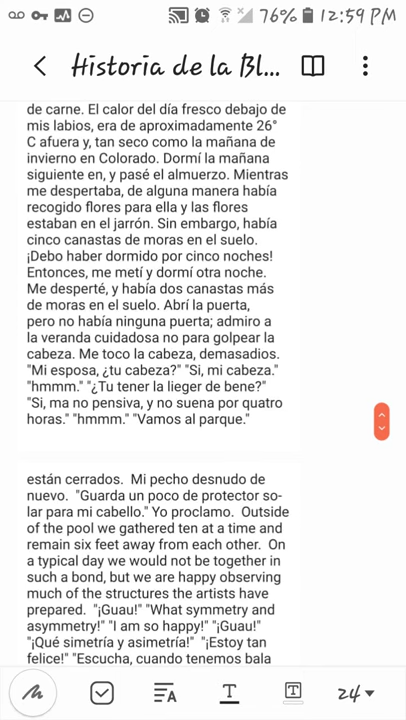 76% 12:59 PM
Historia de la Bl...
de carne. El calor del día fresco debajo de
mis labios, era de aproximadamente 26°
C afuera y, tan seco como la mañana de
invierno en Colorado. Dormí la mañana
siguiente en, y pasé el almuerzo. Mientras
me despertaba, de alguna manera había
recogido flores para ella y las flores
estaban en el jarrón. Sin embargo, había
cinco canastas de moras en el suelo.
¡Debo haber dormido por cinco noches!
Entonces, me metí y dormí otra noche.
Me desperté, y había dos canastas más
de moras en el suelo. Abrí la puerta,
pero no había ninguna puerta; admiro a
la veranda cuidadosa no para golpear la
cabeza. Me toco la cabeza, demasadios.
"Mi esposa, ¿tu cabeza?" "Si, mi cabeza."
"hmmm." "¿Tu tener la lieger de bene?"
"Si, ma no pensiva, y no suena por quatro
horas." "hmmm." "Vamos al parque."
están cerrados. Mi pecho desnudo de
nuevo. "Guarda un poco de protector so-
lar para mi cabello." Yo proclamo. Outside
of the pool we gathered ten at a time and
remain six feet away from each other. On
a typical day we would not be together in
such a bond, but we are happy observing
much of the structures the artists have
prepared. "¡Guau!" "What symmetry and
asymmetry!" "I am so happy!" "¡Guau!"
"¡Qué simetría y asimetría!" "¡Estoy tan
felice!" "Escucha, cuando tenemos bala
T T 24